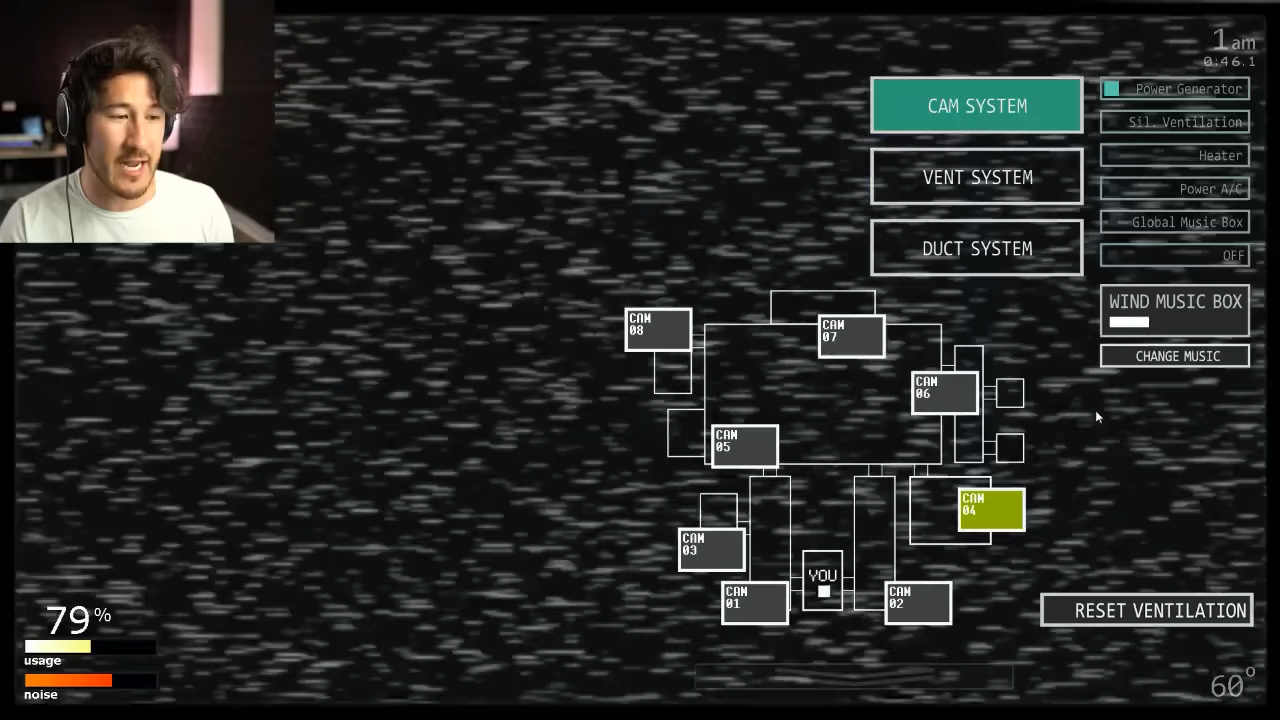 1 am
0:46.1
CAM SYSTEM
Power Generator
Sil. Ventilation
Heater
VENT SYSTEM
Power A/C
Global Music Box
DUCT SYSTEM
OFF
WIND MUSIC BOX
CHANGE MUSIC
CAM
08
CAM
07
CAM
06
CAM
05
CAM
04
CAM
03
YOU
CAM
01
CAM
02
RESET VENTILATION
79%
usage
noise
60°